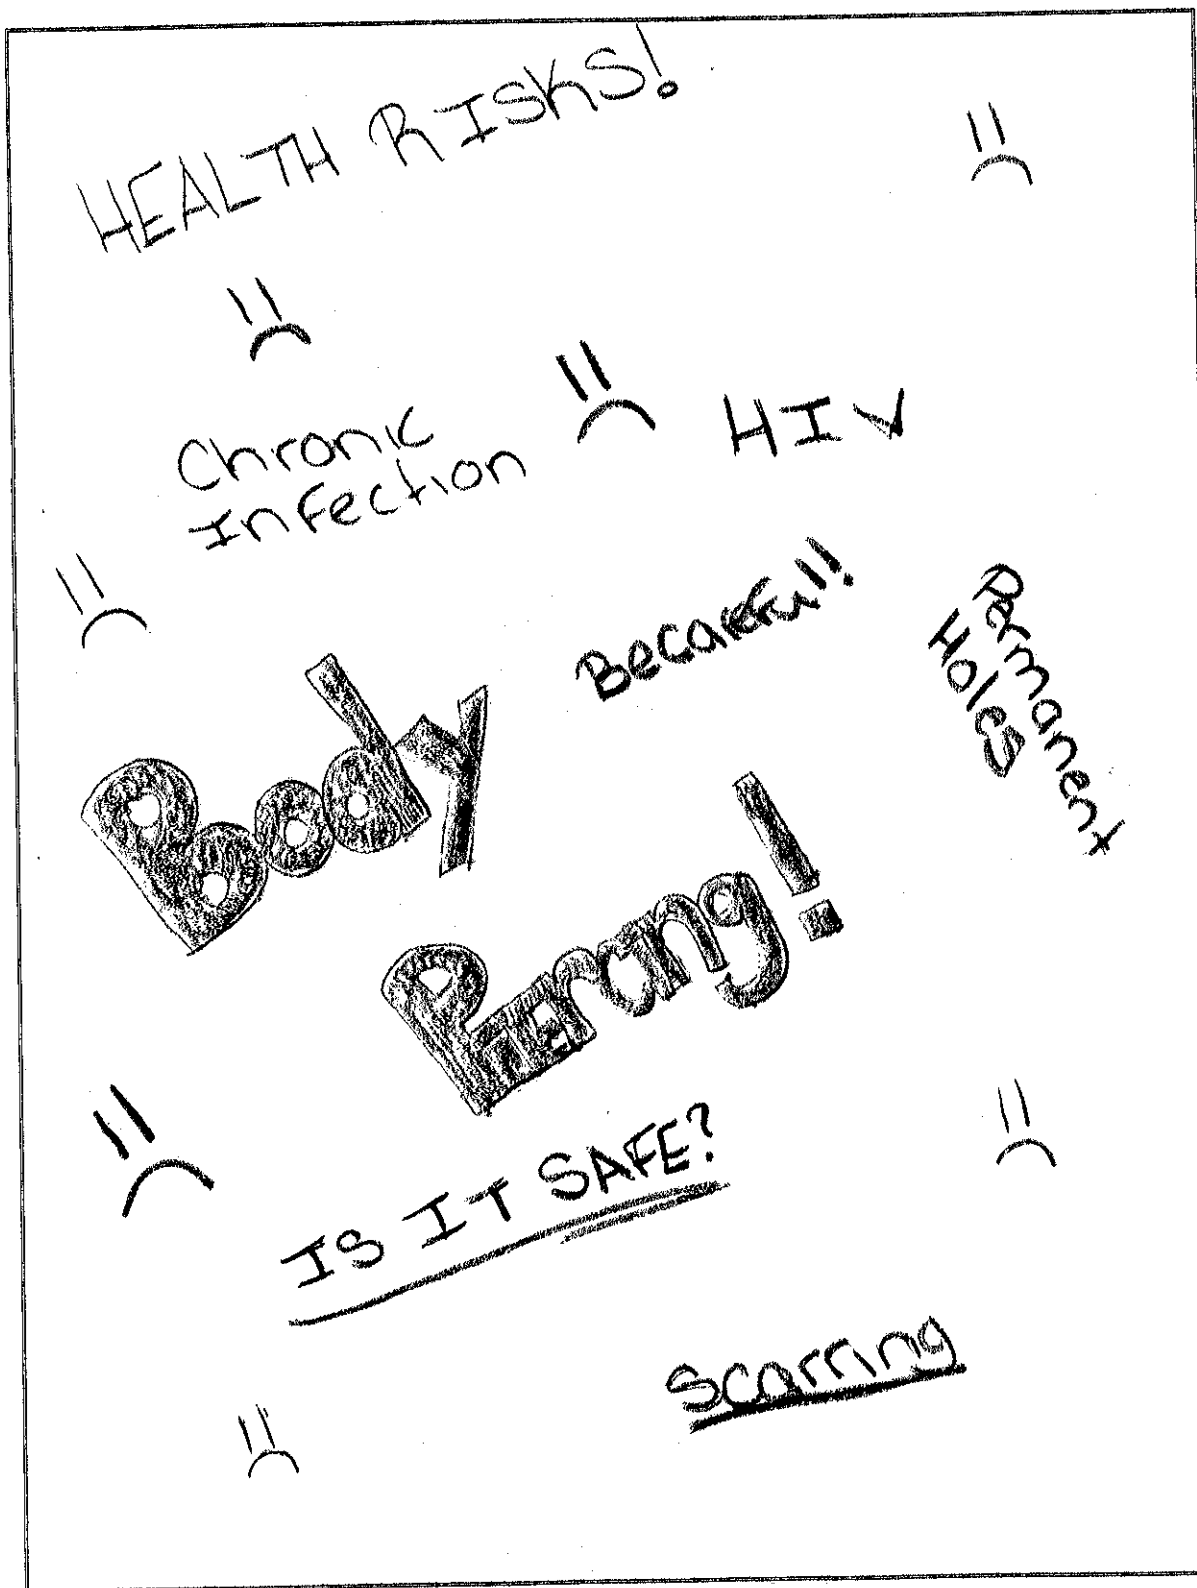 HEALTH RISKS!
Chronic
Infection
HIV
Becareful!!
Permanent
Holes
Body
Piercing!
IS IT SAFE?
Scarring